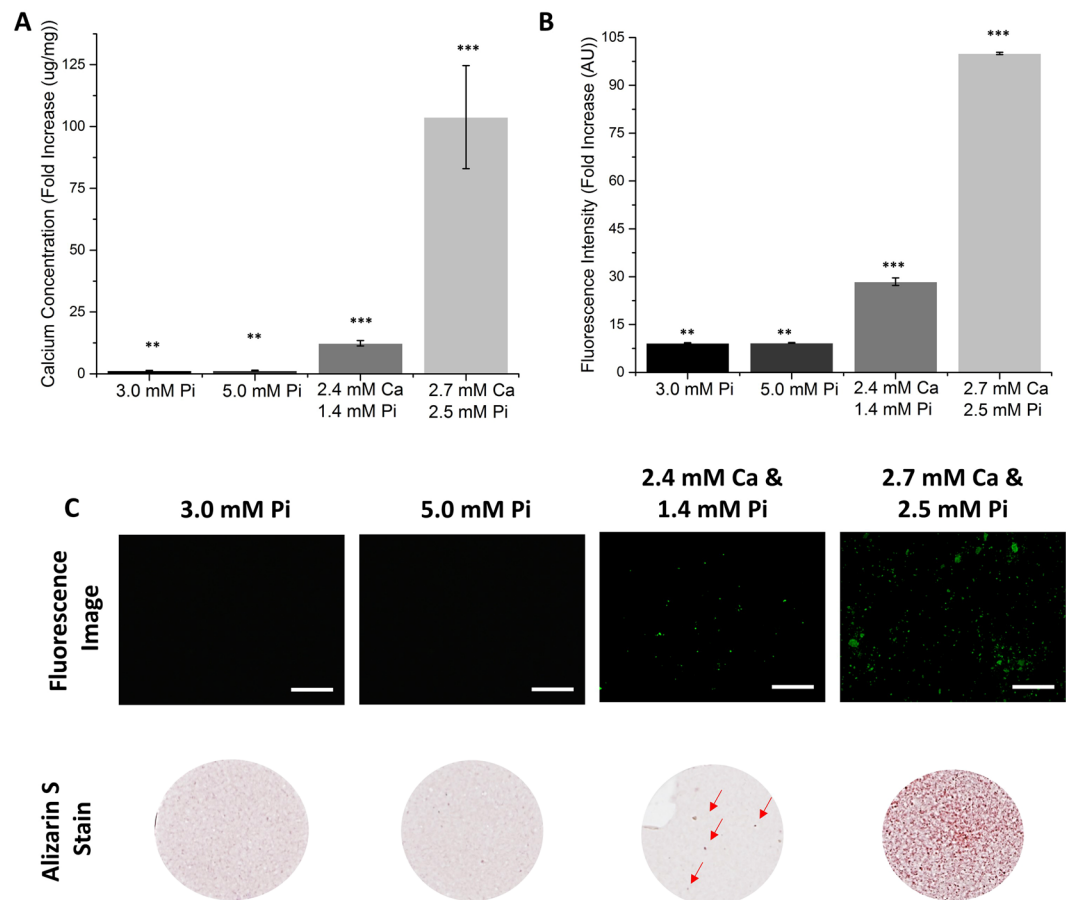 A
Calcium Concentration (Fold Increase (ug/mg))
125
100
75
50
25
0
**
**
***
***
3.0 mM Pi
5.0 mM Pi
2.4 mM Ca
1.4 mM Pi
2.7 mM Ca
2.5 mM Pi
B
Fluorescence Intensity (Fold Increase (AU))
105
90
75
60
45
30
15
0
**
**
***
***
3.0 mM Pi
5.0 mM Pi
2.4 mM Ca
1.4 mM Pi
2.7 mM Ca
2.5 mM Pi
C
3.0 mM Pi
5.0 mM Pi
2.4 mM Ca &
1.4 mM Pi
2.7 mM Ca &
2.5 mM Pi
Fluorescence
Image
Alizarin S
Stain